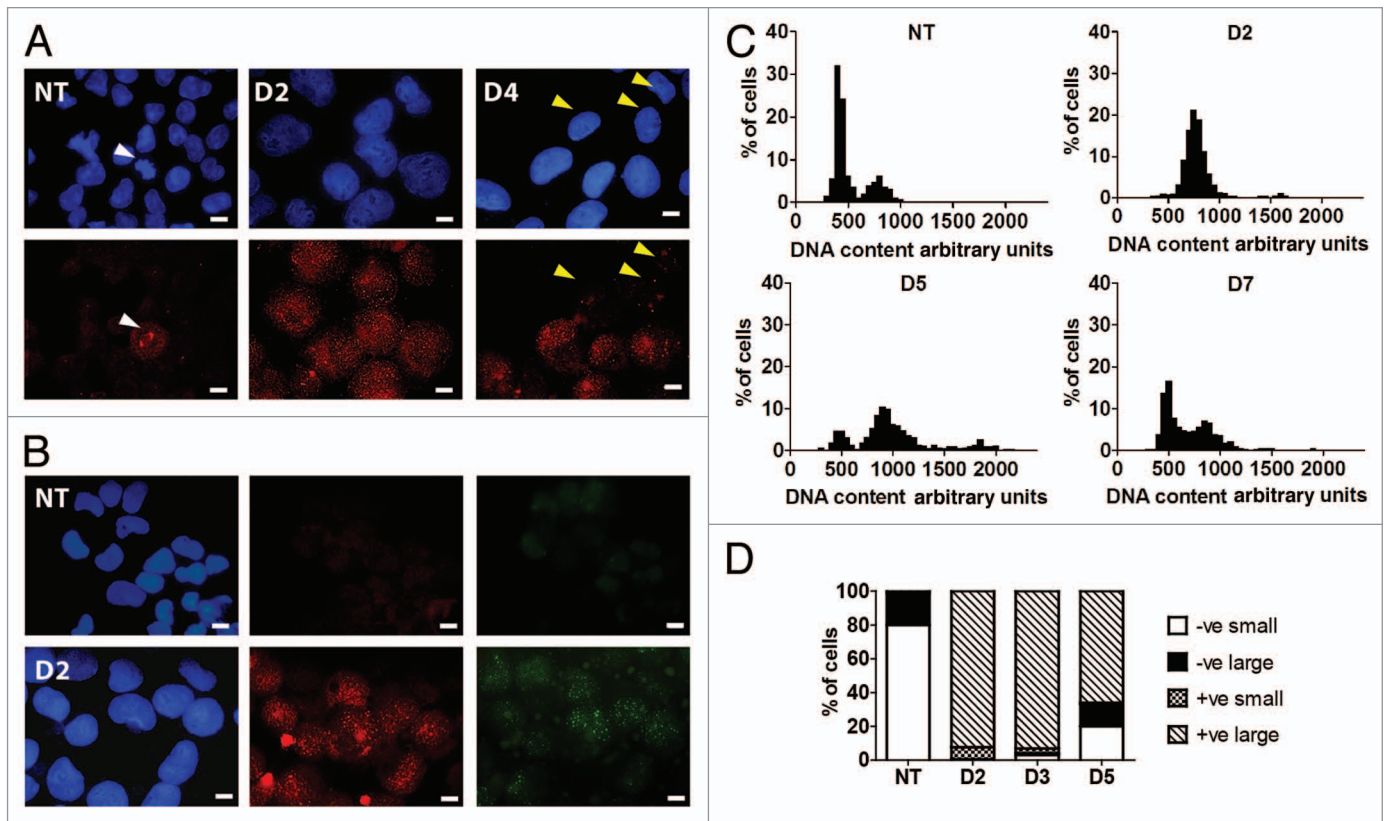 A
NT
D2
D4
B
NT
D2
C
NT
40
30
20
10
0
% of cells
0 500 1000 1500 2000
DNA content arbitrary units
D2
40
30
20
10
0
% of cells
0 500 1000 1500 2000
DNA content arbitrary units
D5
40
30
20
10
0
% of cells
0 500 1000 1500 2000
DNA content arbitrary units
D7
40
30
20
10
0
% of cells
0 500 1000 1500 2000
DNA content arbitrary units
D
100
80
60
40
20
0
% of cells
NT D2 D3 D5
-ve small
-ve large
+ve small
+ve large